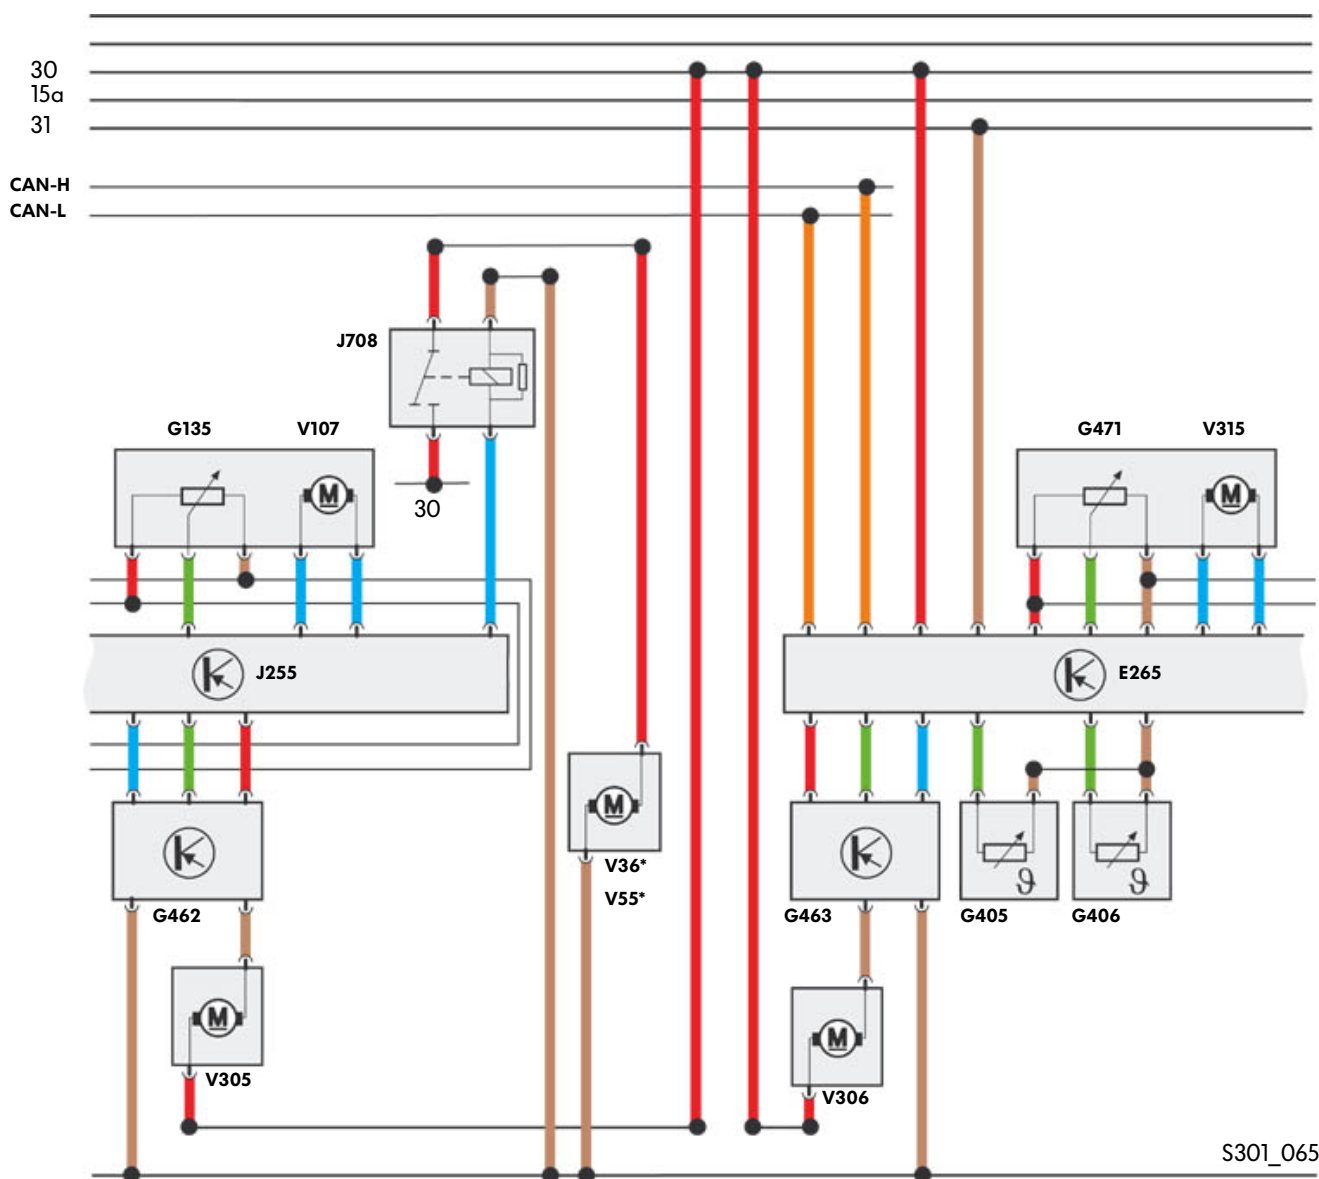 30
15a
31
CAN-H
CAN-L
J708
30
G135 V107
G471 V315
M
M
J255
E265
M
V36*
V55*
G462
G463
ϑ
G405
ϑ
G406
M
V305
M
V306
S301_065